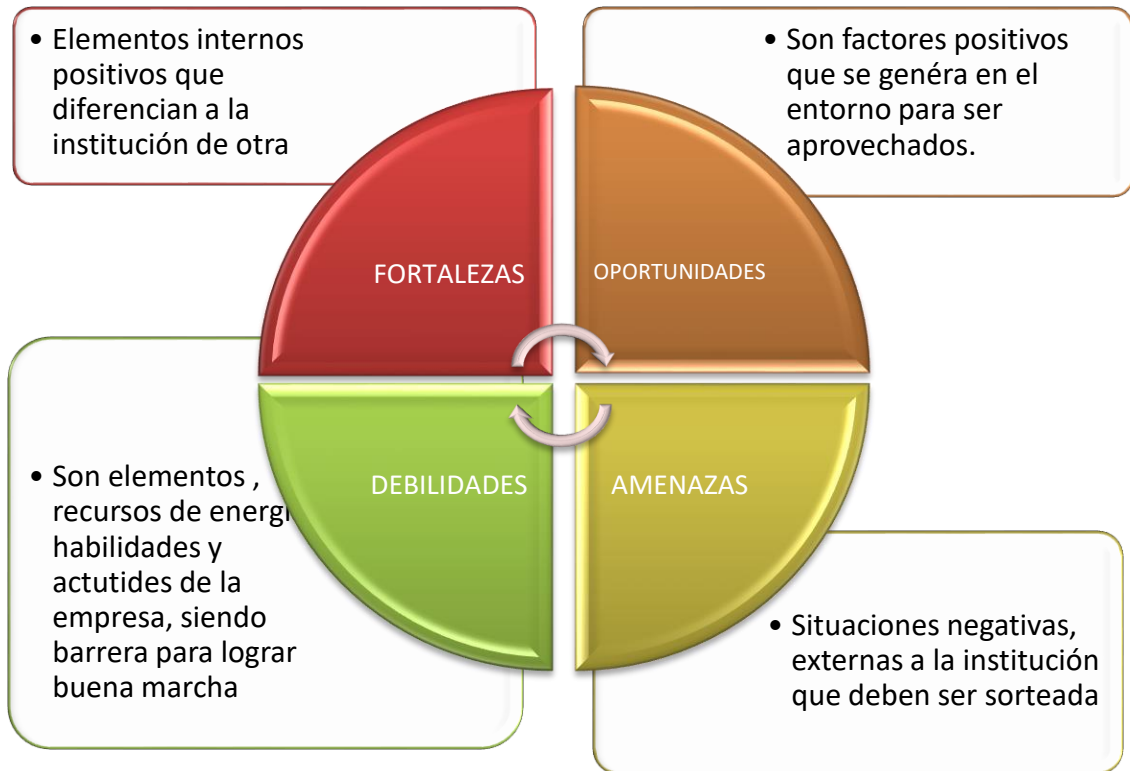 • Elementos internos
positivos que
diferencian a la
institución de otra
• Son factores positivos
que se genéra en el
entorno para ser
aprovechados.
FORTALEZAS
OPORTUNIDADES
DEBILIDADES
AMENAZAS
• Son elementos ,
recursos de energi
habilidades y
actutides de la
empresa, siendo
barrera para lograr
buena marcha
• Situaciones negativas,
externas a la institución
que deben ser sorteada